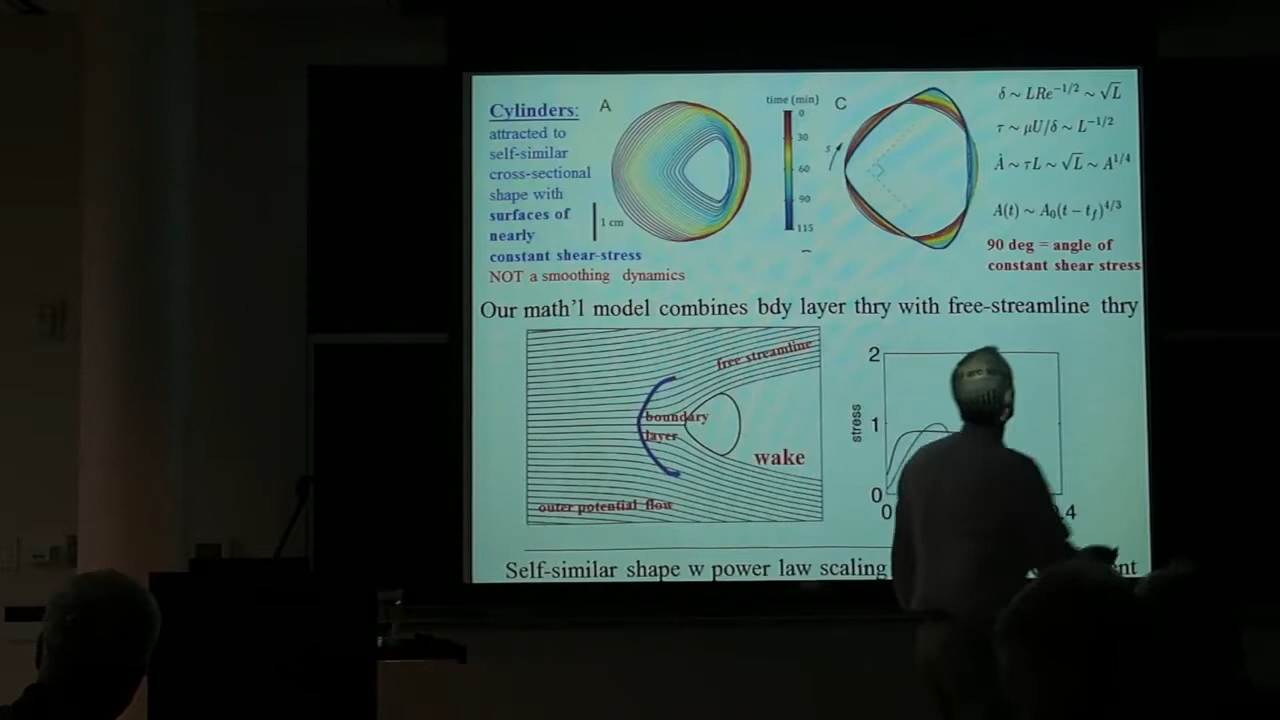 Cylinders:
attracted to
self-similar
cross-sectional
shape with
surfaces of
nearly
constant shear-stress
NOT a smoothing dynamics
A
1 cm
time (min)
0
30
60
90
115
C
s
δ ~ LRe^{-1/2} ~ √L
τ ~ μU/δ ~ L^{-1/2}
Ȧ ~ τL ~ √L ~ A^{1/4}
A(t) ~ A₀(t − t_f)^{4/3}
90 deg = angle of
constant shear stress
Our math'l model combines bdy layer thry with free-streamline thry
free streamline
boundary
layer
wake
outer potential flow
2
stress
1
0
0
4
Self-similar shape w power law scaling